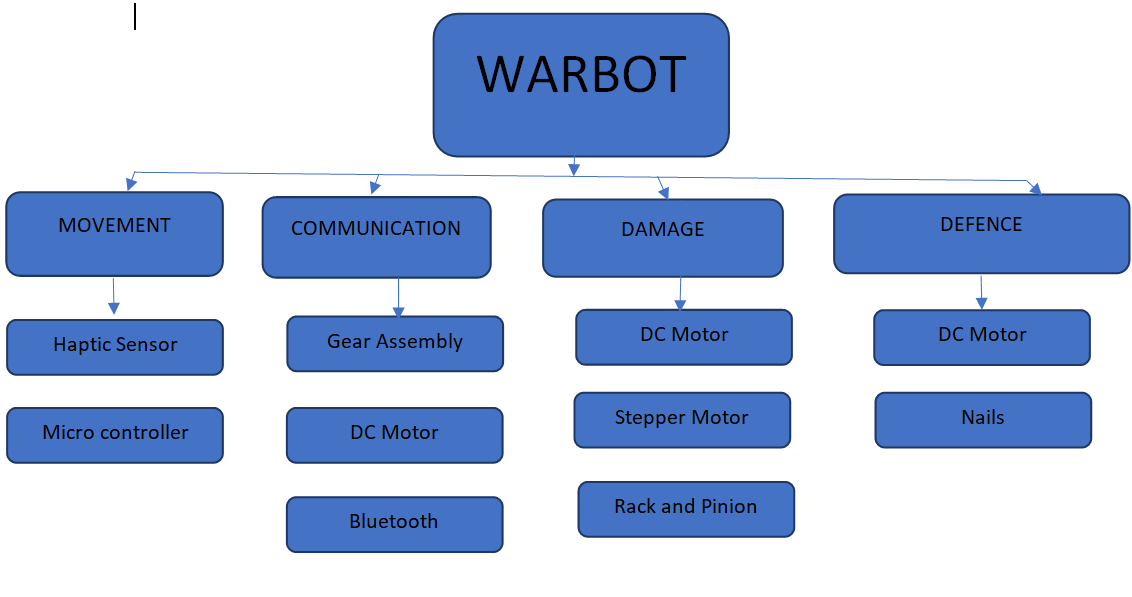 WARBOT
MOVEMENT
COMMUNICATION
DAMAGE
DEFENCE
Haptic Sensor
Gear Assembly
DC Motor
DC Motor
Micro controller
DC Motor
Stepper Motor
Nails
Bluetooth
Rack and Pinion